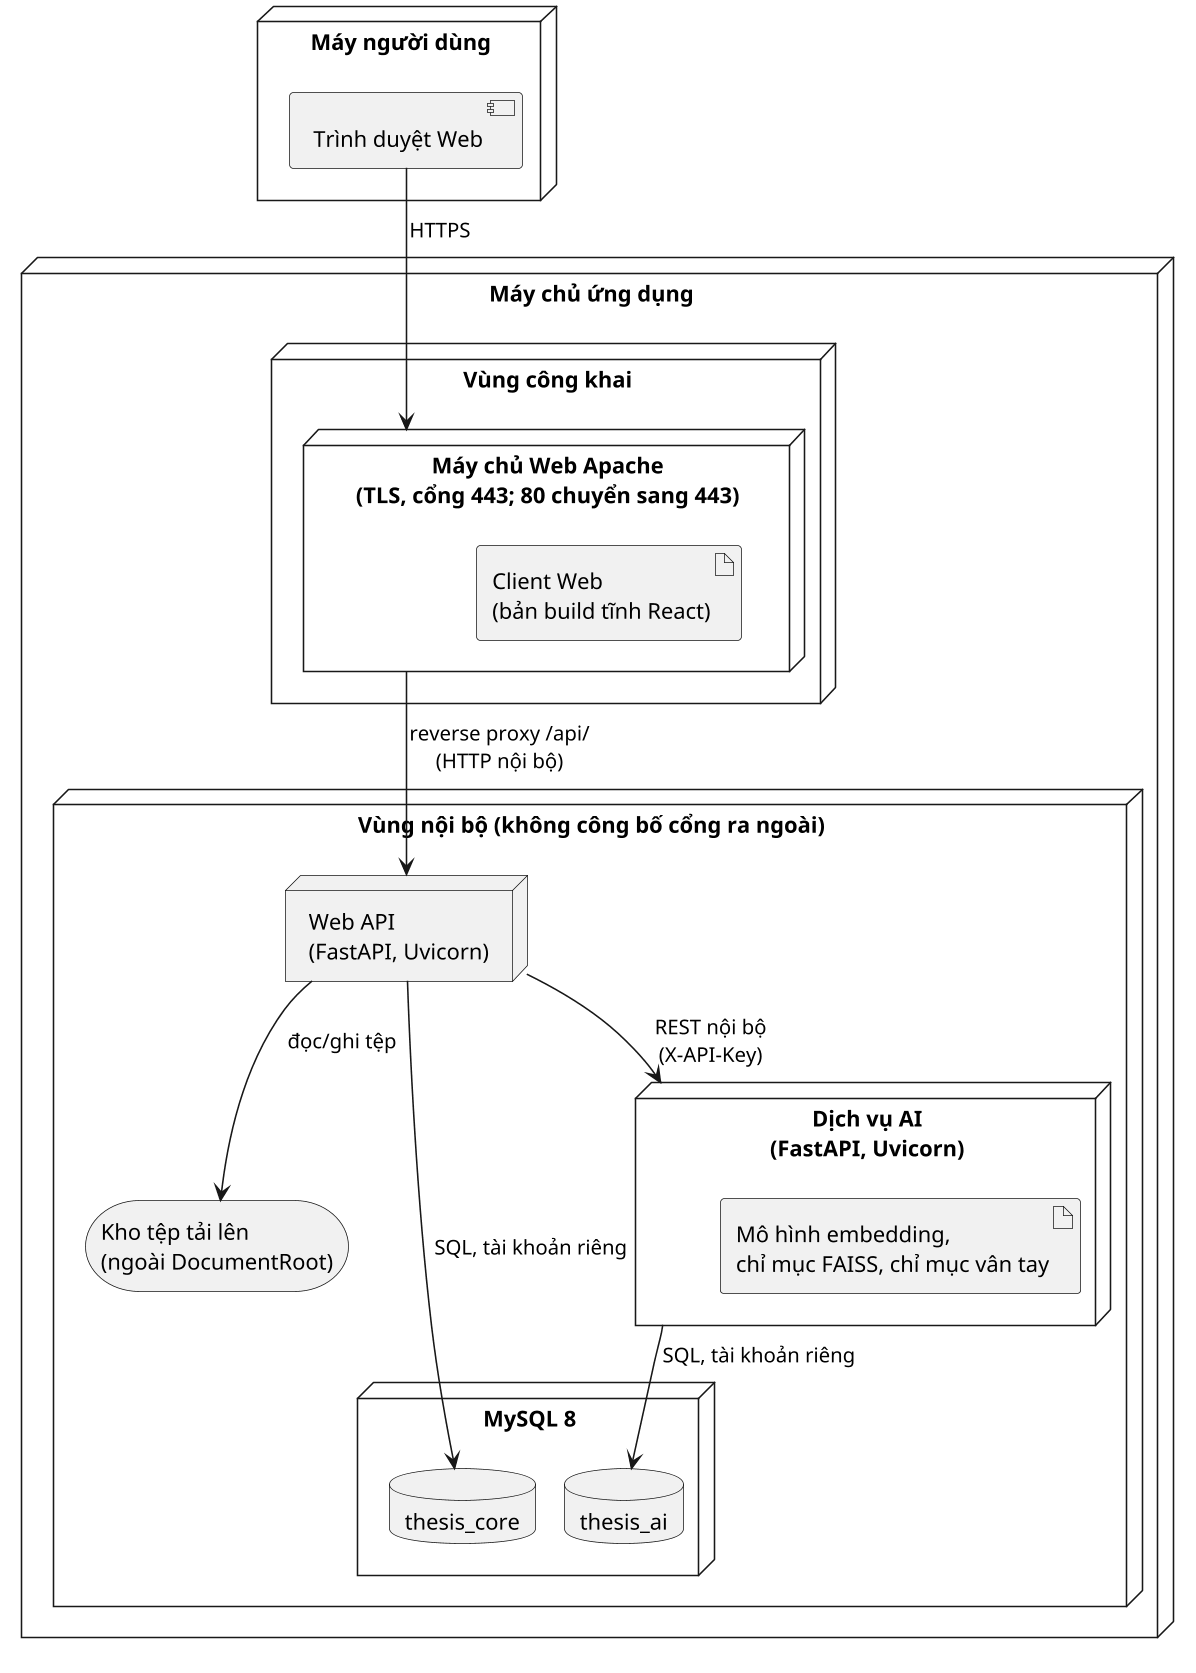 Máy người dùng
Trình duyệt Web
HTTPS
Máy chủ ứng dụng
Vùng công khai
Máy chủ Web Apache
(TLS, cổng 443; 80 chuyển sang 443)
Client Web
(bản build tĩnh React)
reverse proxy /api/
(HTTP nội bộ)
Vùng nội bộ (không công bố cổng ra ngoài)
Web API
(FastAPI, Uvicorn)
đọc/ghi tệp
REST nội bộ
(X-API-Key)
Dịch vụ AI
(FastAPI, Uvicorn)
Mô hình embedding,
chỉ mục FAISS, chỉ mục vân tay
Kho tệp tải lên
(ngoài DocumentRoot)
SQL, tài khoản riêng
SQL, tài khoản riêng
MySQL 8
thesis_core
thesis_ai